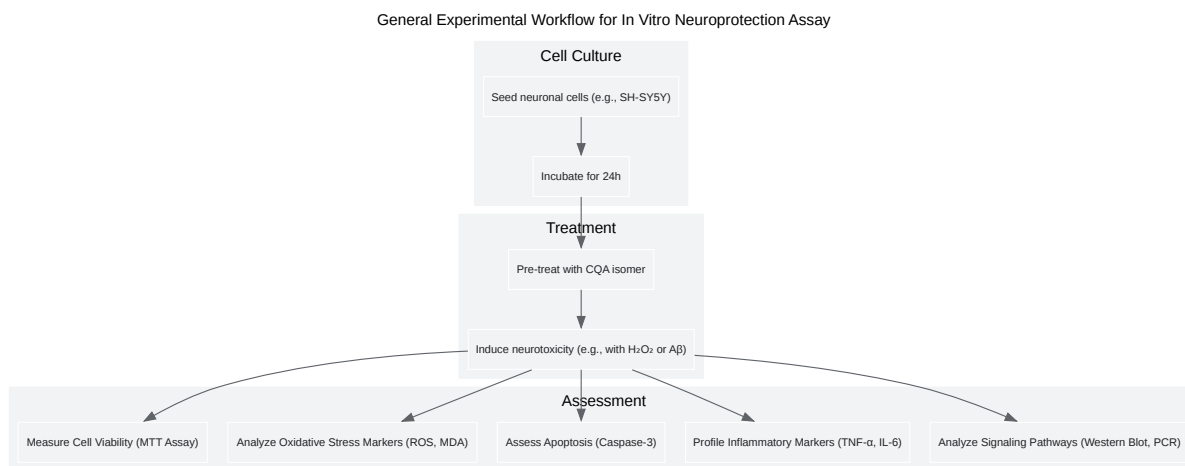 General Experimental Workflow for In Vitro Neuroprotection Assay
Cell Culture
Seed neuronal cells (e.g., SH-SY5Y)
Incubate for 24h
Treatment
Pre-treat with CQA isomer
Induce neurotoxicity (e.g., with H₂O₂ or Aβ)
Assessment
Measure Cell Viability (MTT Assay)
Analyze Oxidative Stress Markers (ROS, MDA)
Assess Apoptosis (Caspase-3)
Profile Inflammatory Markers (TNF-α, IL-6)
Analyze Signaling Pathways (Western Blot, PCR)